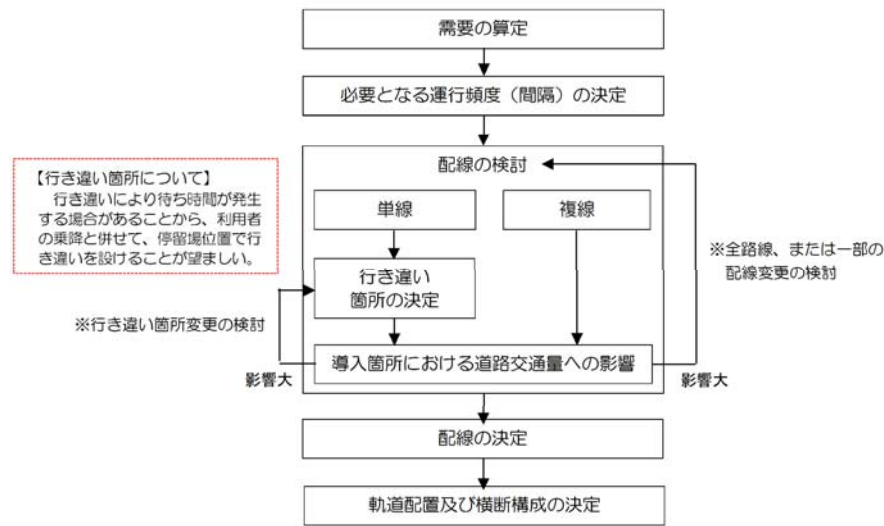 需要の算定
必要となる運行頻度（間隔）の決定
配線の検討
【行き違い箇所について】
行き違いにより待ち時間が発生
する場合があることから、利用者
の乗降と併せて、停留場位置で行
き違いを設けることが望ましい。
単線
複線
行き違い
箇所の決定
※全路線、または一部の
配線変更の検討
※行き違い箇所変更の検討
導入箇所における道路交通量への影響
影響大
影響大
配線の決定
軌道配置及び横断構成の決定